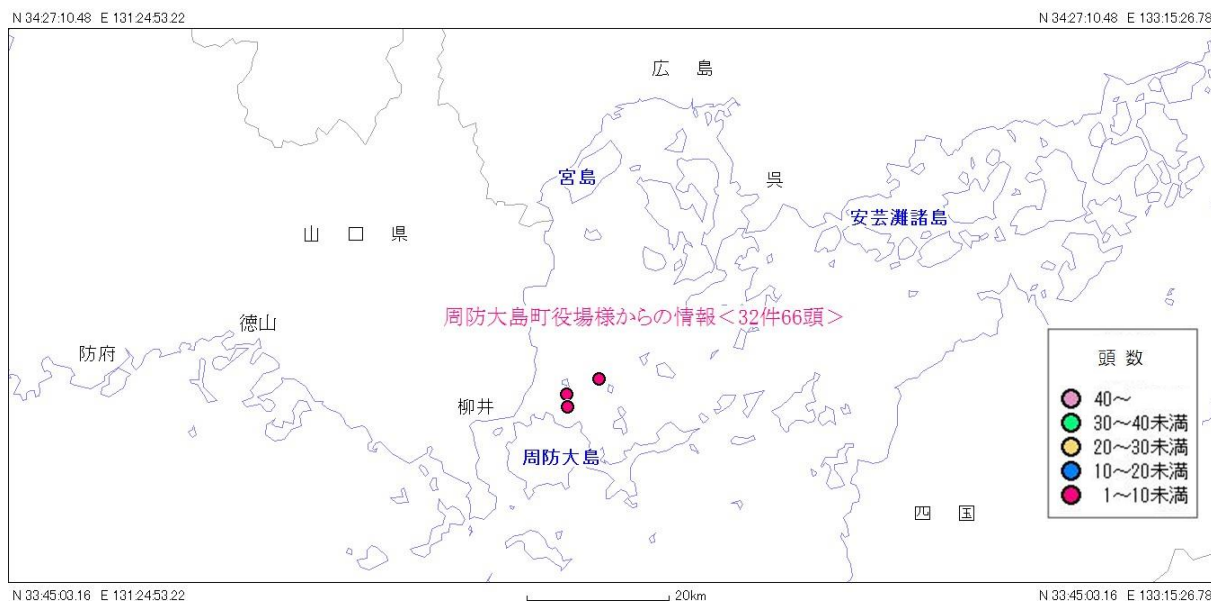 N 34:27:10.48  E 131:24:53.22
N 34:27:10.48  E 133:15:26.78
広 島
宮島
呉
安芸灘諸島
山 口 県
周防大島町役場様からの情報＜32件66頭＞
徳山
防府
柳井
周防大島
四 国
頭 数
40～
30～40未満
20～30未満
10～20未満
1～10未満
N 33:45:03.16  E 131:24:53.22
20km
N 33:45:03.16  E 133:15:26.78